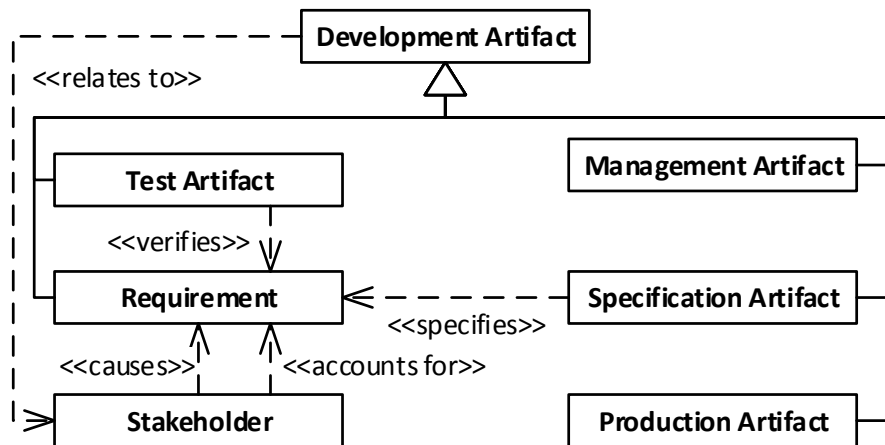 Development Artifact
<<relates to>>
Test Artifact
Management Artifact
<<verifies>>
Requirement
Specification Artifact
<<specifies>>
<<causes>>
<<accounts for>>
Stakeholder
Production Artifact